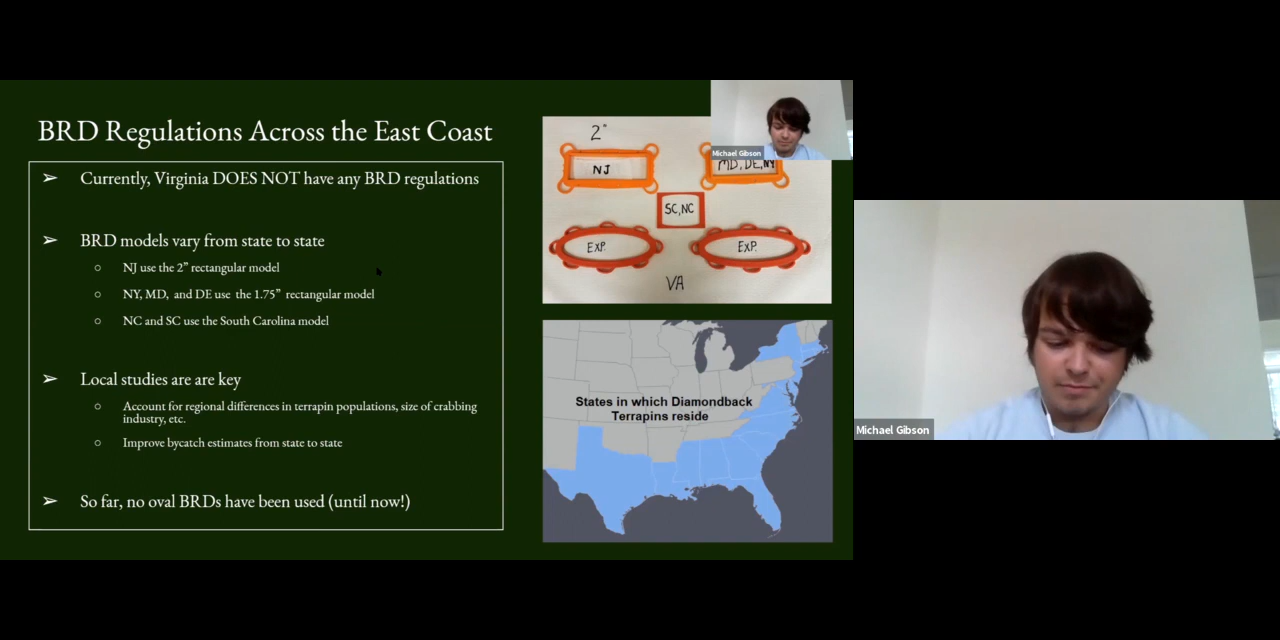 BRD Regulations Across the East Coast
➢ Currently, Virginia DOES NOT have any BRD regulations
➢ BRD models vary from state to state
○ NJ use the 2” rectangular model
○ NY, MD, and DE use the 1.75” rectangular model
○ NC and SC use the South Carolina model
➢ Local studies are are key
○ Account for regional differences in terrapin populations, size of crabbing
industry, etc.
○ Improve bycatch estimates from state to state
➢ So far, no oval BRDs have been used (until now!)
2"
NJ
MD, DE, NY
SC, NC
EXP.
EXP.
VA
States in which Diamondback
Terrapins reside
Michael Gibson
Michael Gibson